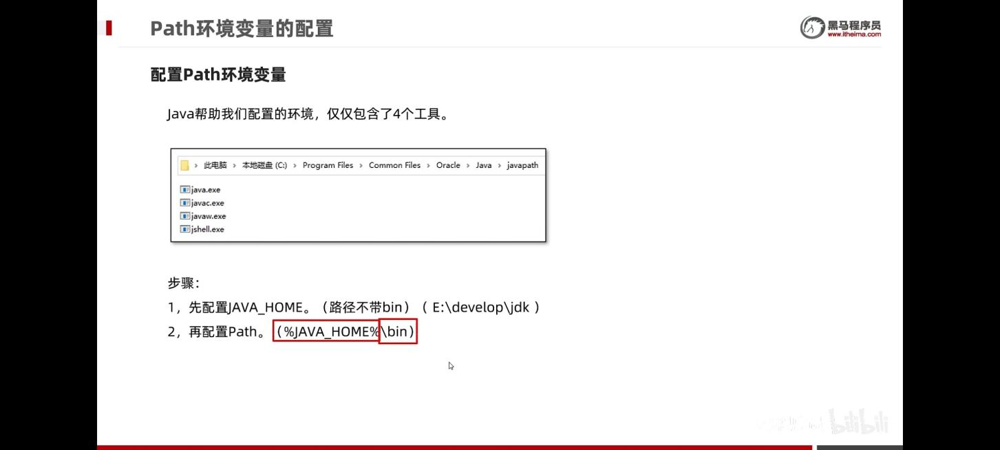 Path环境变量的配置
黑马程序员
www.itheima.com
配置Path环境变量
Java帮助我们配置的环境，仅仅包含了4个工具。
› 此电脑 › 本地磁盘 (C:) › Program Files › Common Files › Oracle › Java › javapath
java.exe
javac.exe
javaw.exe
jshell.exe
步骤：
1，先配置JAVA_HOME。（路径不带bin）（ E:\develop\jdk ）
2，再配置Path。（%JAVA_HOME%\bin）
bilibili